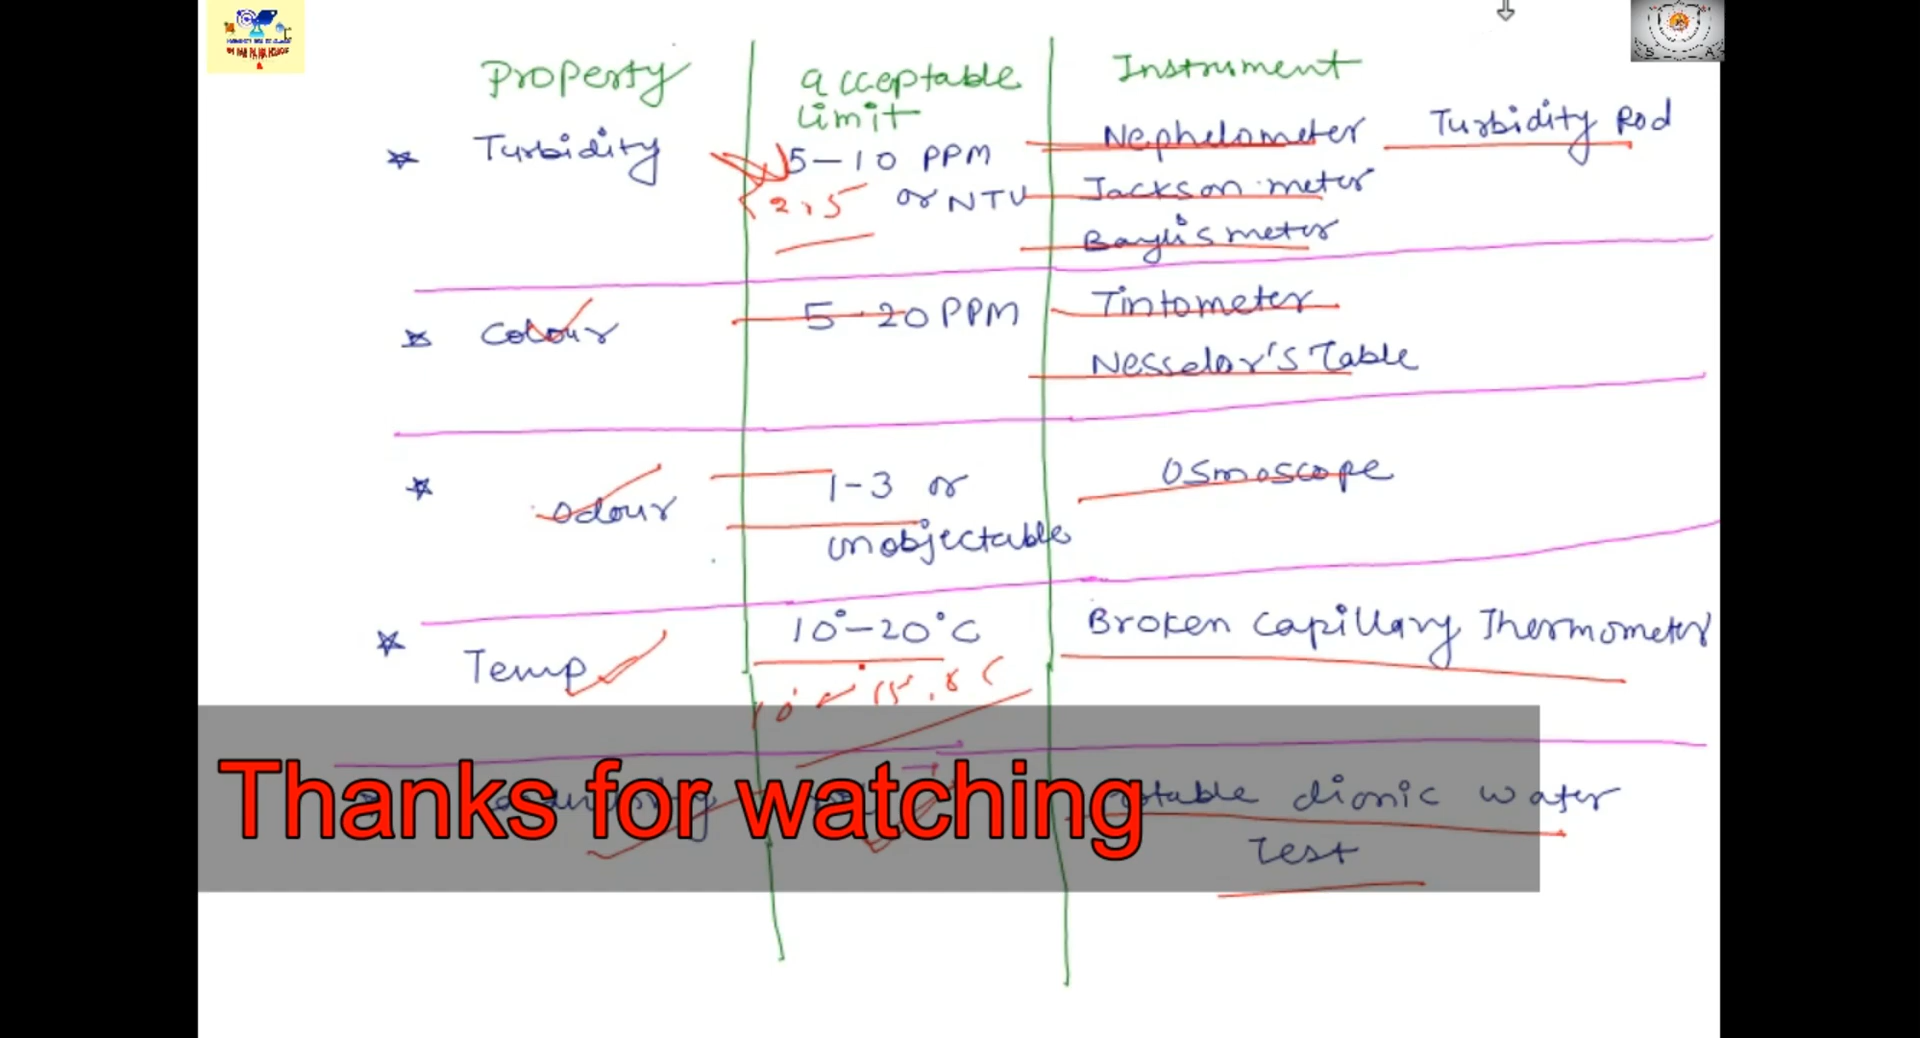 Property
acceptable
limit
Instrument
Turbidity
5-10 PPM
2.5
or NTU
Nephelometer
Turbidity Rod
Jackson meter
Baylis meter
Colour
5-20 PPM
Tintometer
Nesselor's Table
Odour
1-3 or
unobjectable
Osmoscope
Temp
10°-20°C
Broken Capillary Thermometer
Thanks for watching
dionic water
Test